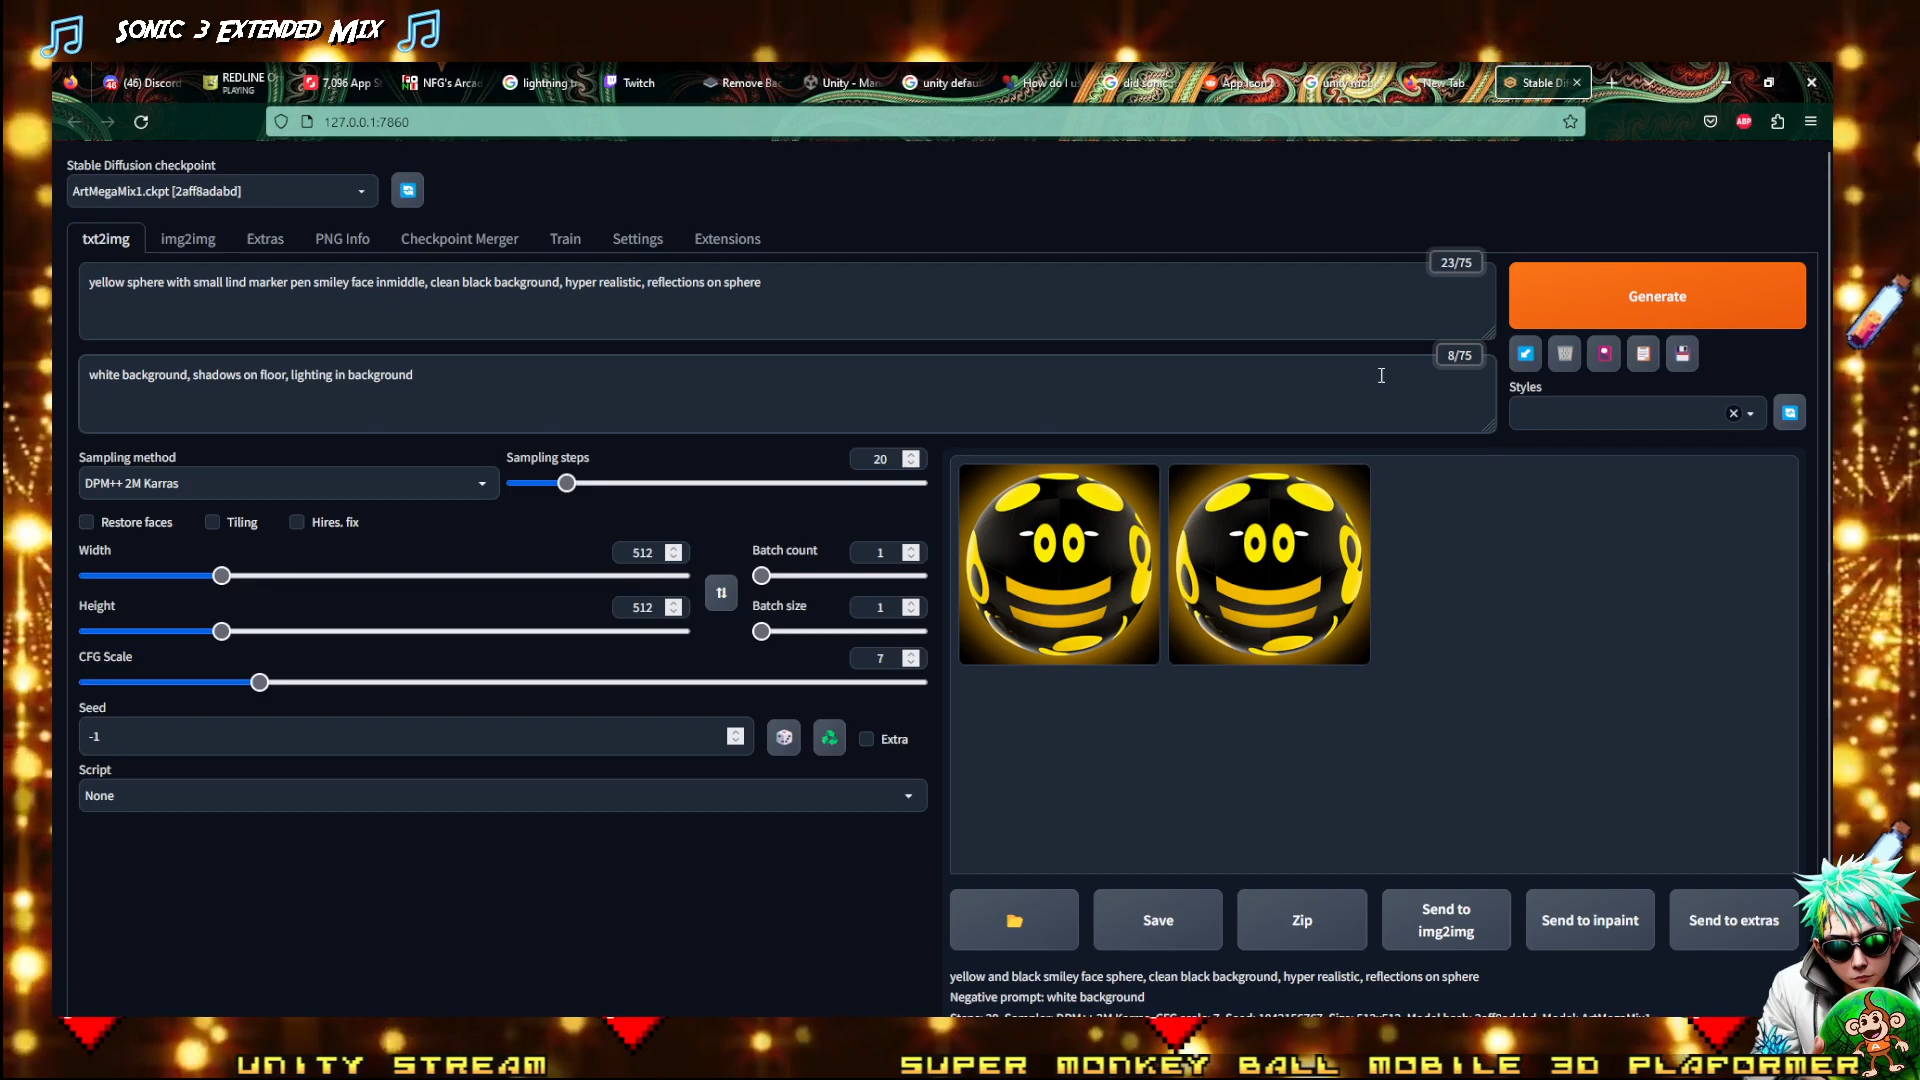 Sonic 3 Extended Mix
(46) Discord
REDLINE
PLAYING
7,096 App S
NFG's Arca
lightning t
Twitch
Remove Ba
Unity - Ma
unity defau
How do I u
did sonic
App Icon
unity mo
New Tab
Stable Di
127.0.0.1:7860
ABP
Stable Diffusion checkpoint
ArtMegaMix1.ckpt [2aff8adabd]
txt2img
img2img
Extras
PNG Info
Checkpoint Merger
Train
Settings
Extensions
23/75
yellow sphere with small lind marker pen smiley face inmiddle, clean black background, hyper realistic, reflections on sphere
Generate
8/75
white background, shadows on floor, lighting in background
Styles
Sampling method
DPM++ 2M Karras
Sampling steps
20
Restore faces
Tiling
Hires. fix
Width
512
Batch count
1
Height
512
Batch size
1
CFG Scale
7
Seed
-1
Extra
Script
None
Save
Zip
Send to
img2img
Send to inpaint
Send to extras
yellow and black smiley face sphere, clean black background, hyper realistic, reflections on sphere
Negative prompt: white background
UNITY STREAM
SUPER MONKEY BALL MOBILE 3D PLAFORMER